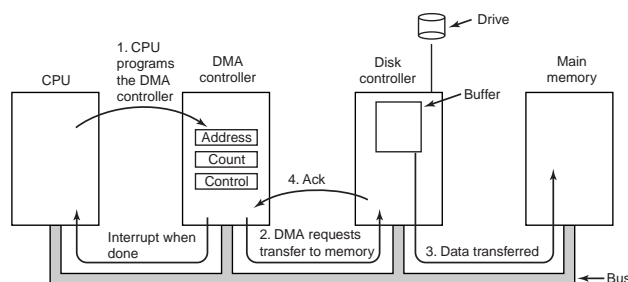 Drive
1. CPU
programs
the DMA
controller
CPU
DMA
controller
Disk
controller
Main
memory
Buffer
Address
Count
Control
4. Ack
Interrupt when
done
2. DMA requests
transfer to memory
3. Data transferred
Bus